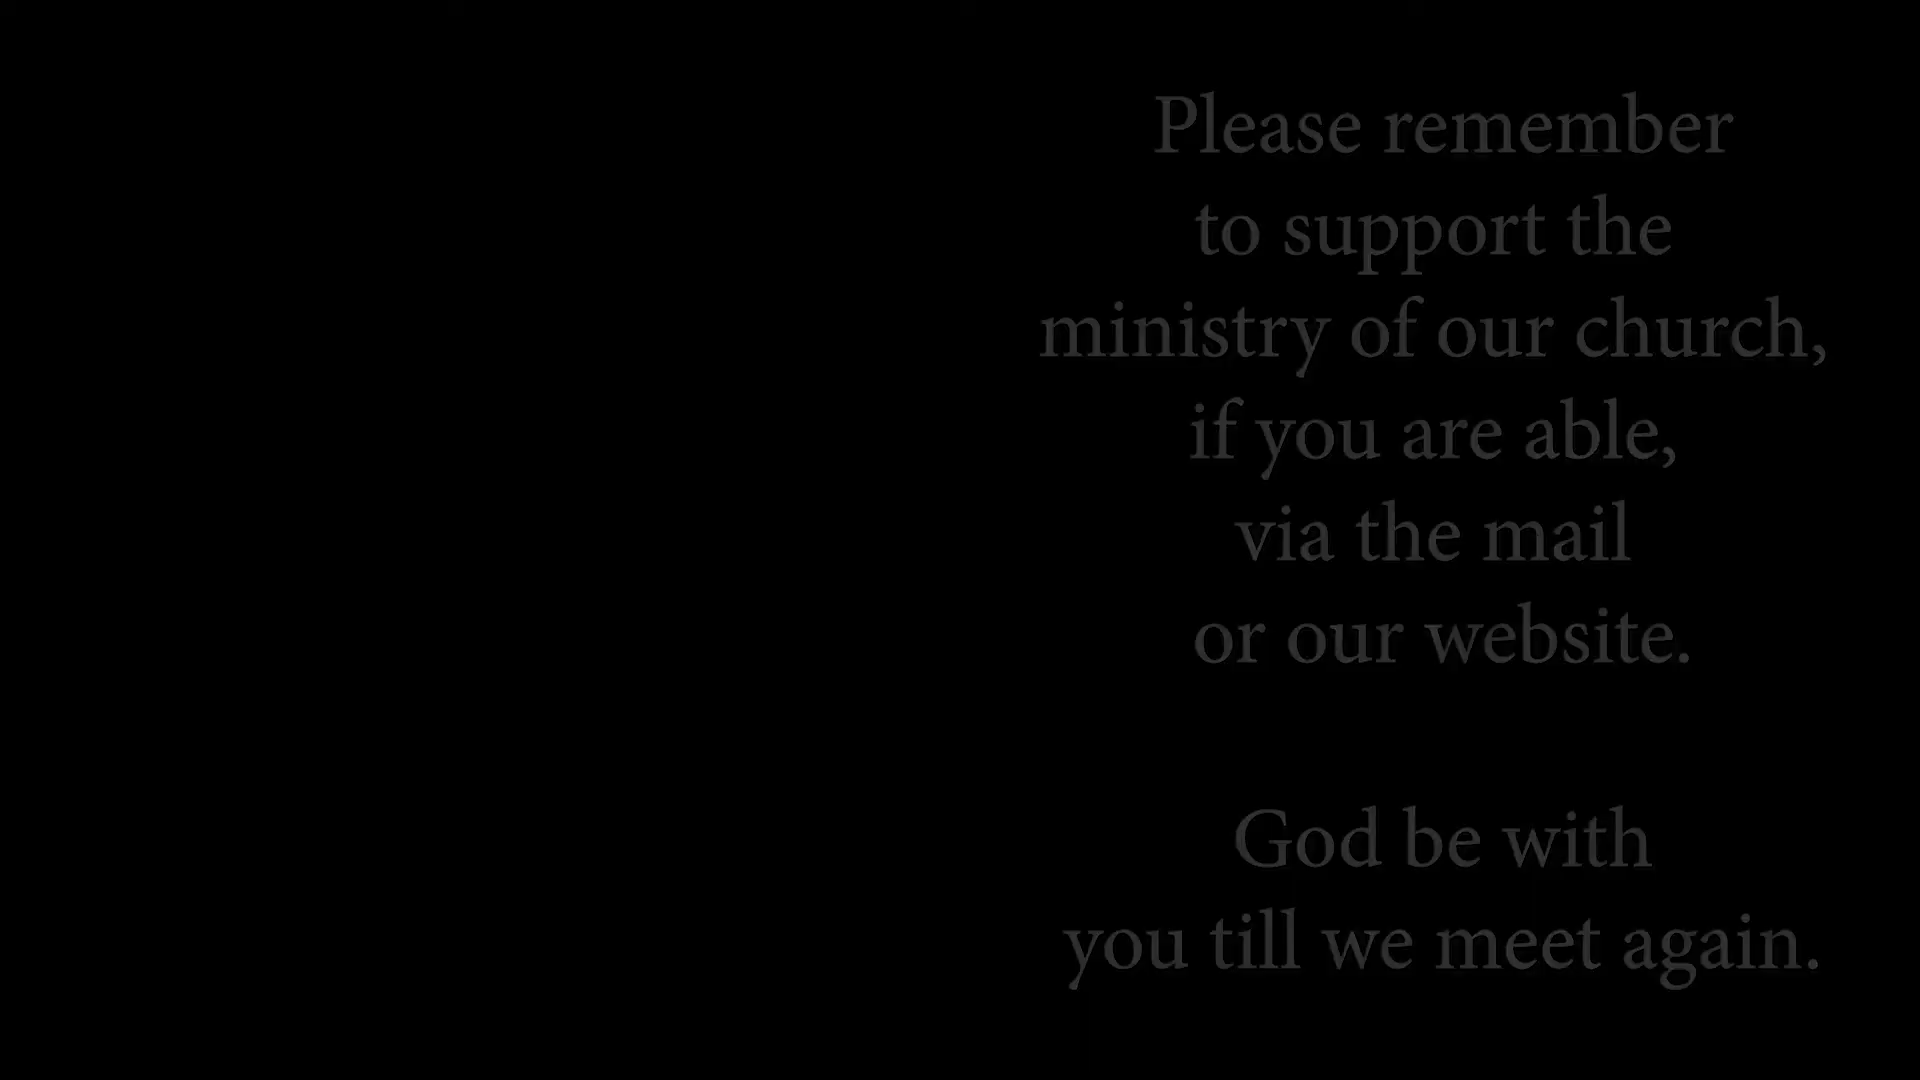 Please remember
to support the
ministry of our church,
if you are able,
via the mail
or our website.
God be with
you till we meet again.